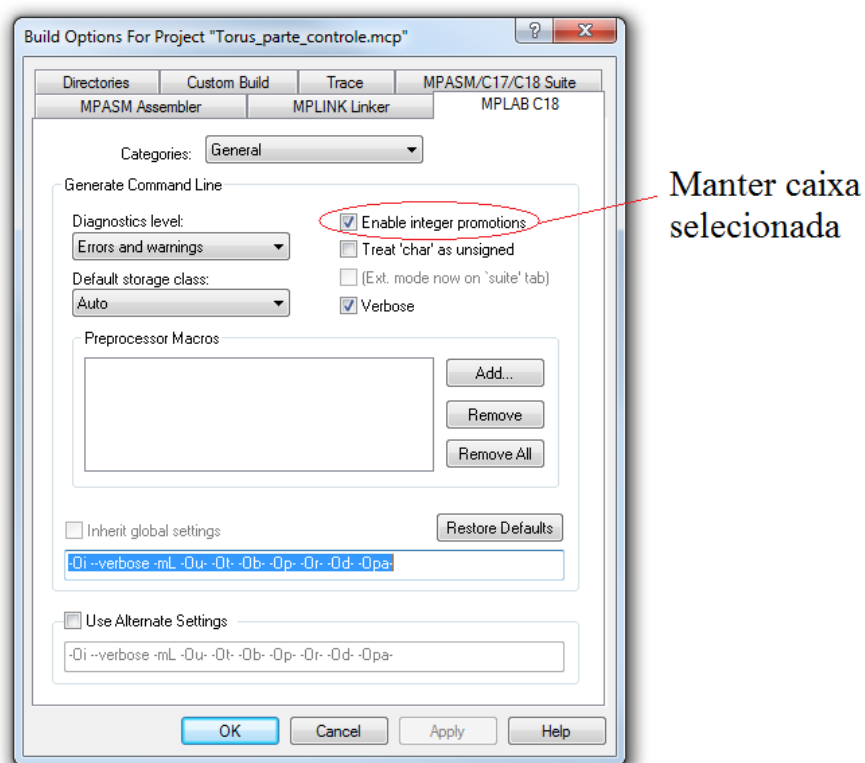 Build Options For Project "Torus_parte_controle.mcp"
Directories Custom Build Trace MPASM/C17/C18 Suite
MPASM Assembler MPLINK Linker MPLAB C18
Categories: General
Generate Command Line
Diagnostics level:
Errors and warnings
Default storage class:
Auto
Enable integer promotions
Treat 'char' as unsigned
(Ext. mode now on `suite' tab)
Verbose
Manter caixa
selecionada
Preprocessor Macros
Add...
Remove
Remove All
Inherit global settings
Restore Defaults
-Oi --verbose -mL -Ou- -Ot- -Ob- -Op- -Or- -Od- -Opa-
Use Alternate Settings
-Oi --verbose -mL -Ou- -Ot- -Ob- -Op- -Or- -Od- -Opa-
OK Cancel Apply Help